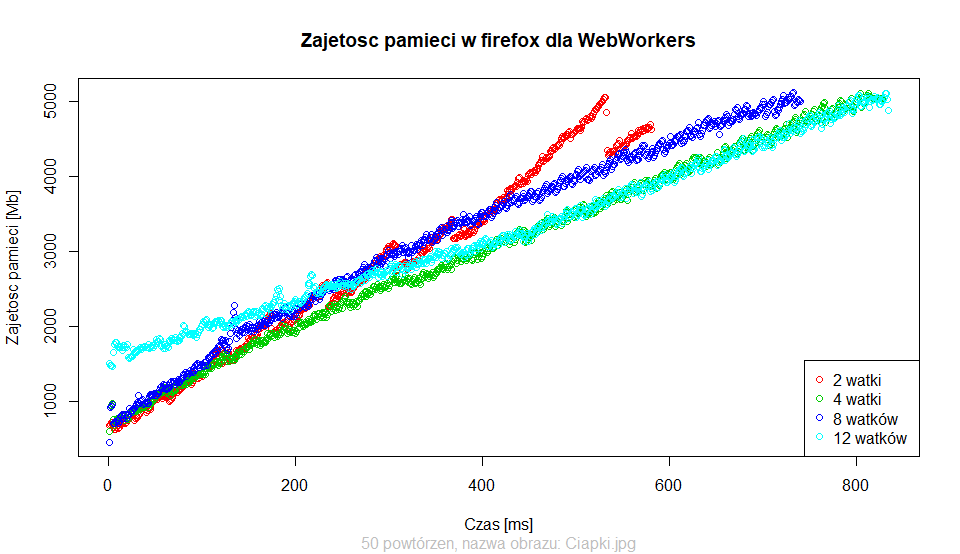 Zajetosc pamieci w firefox dla WebWorkers
Zajetosc pamieci [Mb]
5000
4000
3000
2000
1000
2 watki
4 watki
8 watków
12 watków
0 200 400 600 800
Czas [ms]
50 powtórzen, nazwa obrazu: Ciapki.jpg